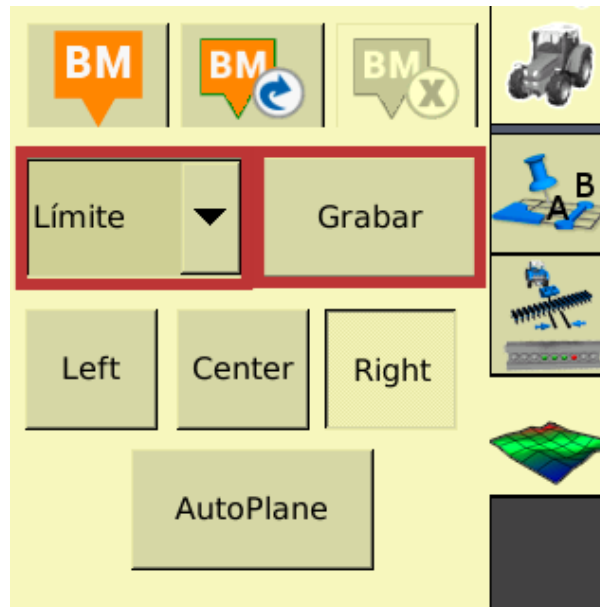 BM BM BM X
Límite Grabar
A B
Left Center Right
AutoPlane